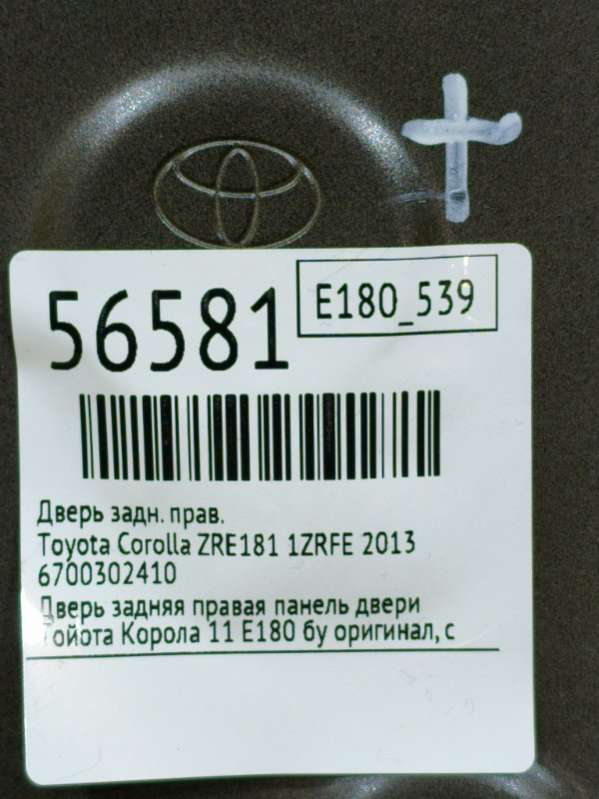 56581
E180_539
Дверь задн. прав.
Toyota Corolla ZRE181 1ZRFE 2013
6700302410
Дверь задняя правая панель двери
Тойота Корола 11 Е180 бу оригинал, с